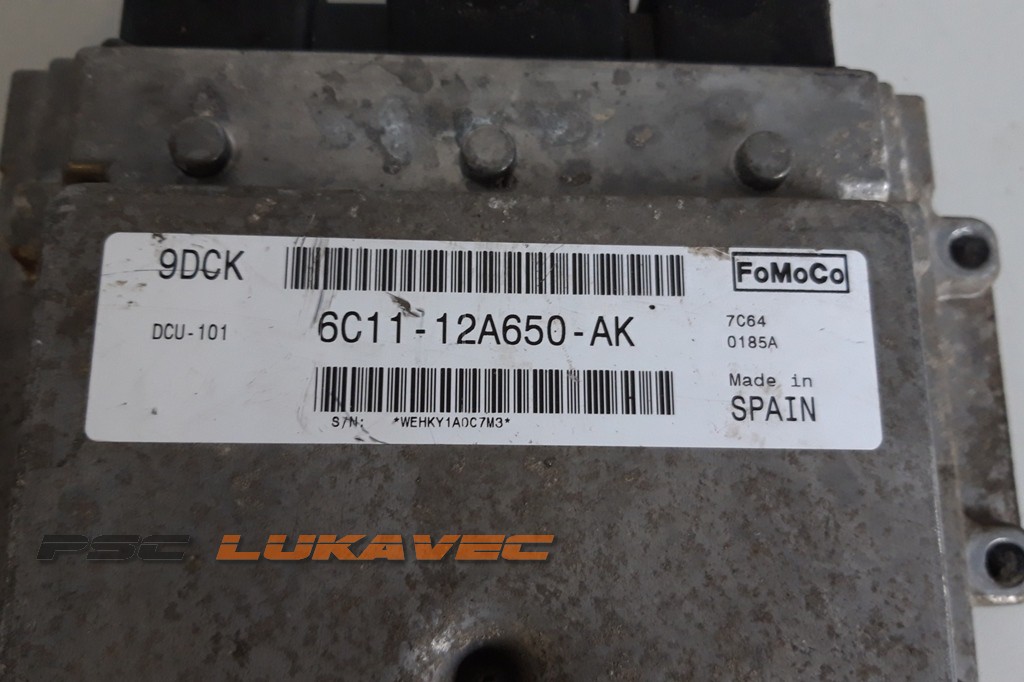 9DCK
FoMoCo
DCU-101
6C11-12A650-AK
7C64
0185A
Made in
SPAIN
S/N: *WEHKY1A0C7M3*
PSC LUKAVEC